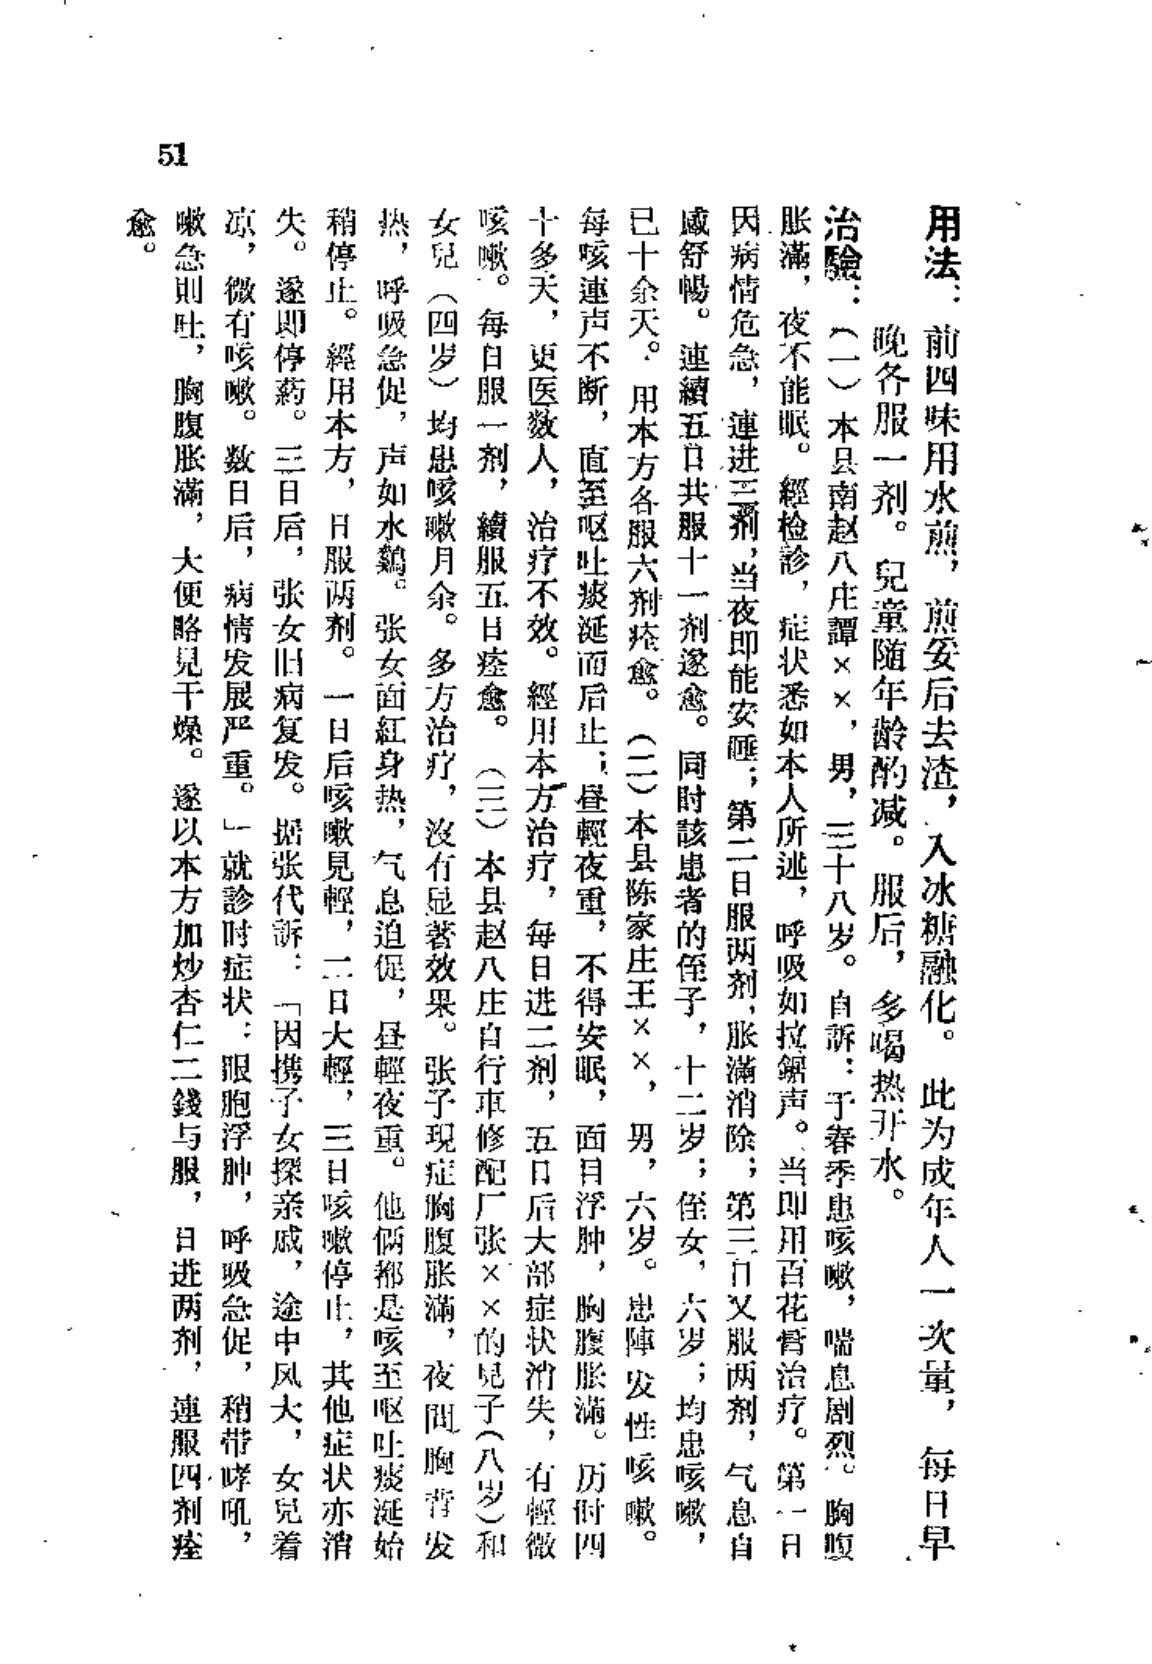 用法：前四味用水煎，煎妥后去渣，入冰糖融化。此为成年人一次量，每日早
晚各服一剂。兒童随年龄酌减。服后，多喝热开水。
治驗：（一）本县南赵八庄譚××，男，三十八岁。自訴：于春季患咳嗽，喘息剧烈。胸腹
胀滿，夜不能眠。經检診，症状悉如本人所述，呼吸如拉鋸声。当即用百花膏治疗。第一日
因病情危急，連进三剂，当夜即能安睡；第二日服两剂，胀滿消除；第三日又服两剂，气息自
感舒暢。連續五日共服十一剂遂愈。同时該患者的侄子，十二岁；侄女，六岁；均患咳嗽，
已十余天。用本方各服六剂痊愈。（二）本县陈家庄王××，男，六岁。患陣发性咳嗽。
每咳連声不断，直至呕吐痰涎而后止；昼輕夜重，不得安眠，面目浮肿，胸腹胀滿。历时四
十多天，更医数人，治疗不效。經用本方治疗，每日进二剂，五日后大部症状消失，有輕微
咳嗽。每日服一剂，續服五日痊愈。（三）本县赵八庄自行車修配厂张××的兒子（八岁）和
女兒（四岁）均患咳嗽月余。多方治疗，沒有显著效果。张子現症胸腹胀滿，夜間胸背发
热，呼吸急促，声如水鷄。张女面紅身热，气息迫促，昼輕夜重。他俩都是咳至呕吐痰涎始
稍停止。經用本方，日服两剂。一日后咳嗽見輕，二日大輕，三日咳嗽停止，其他症状亦消
失。遂即停葯。三日后，张女旧病复发。据张代訴：「因携子女探亲戚，途中风大，女兒着
凉，微有咳嗽。数日后，病情发展严重。」就診时症状：眼胞浮肿，呼吸急促，稍带哮吼，
嗽急則吐，胸腹胀滿，大便略見干燥。遂以本方加炒杏仁二錢与服，日进两剂，連服四剂痊
愈。
51